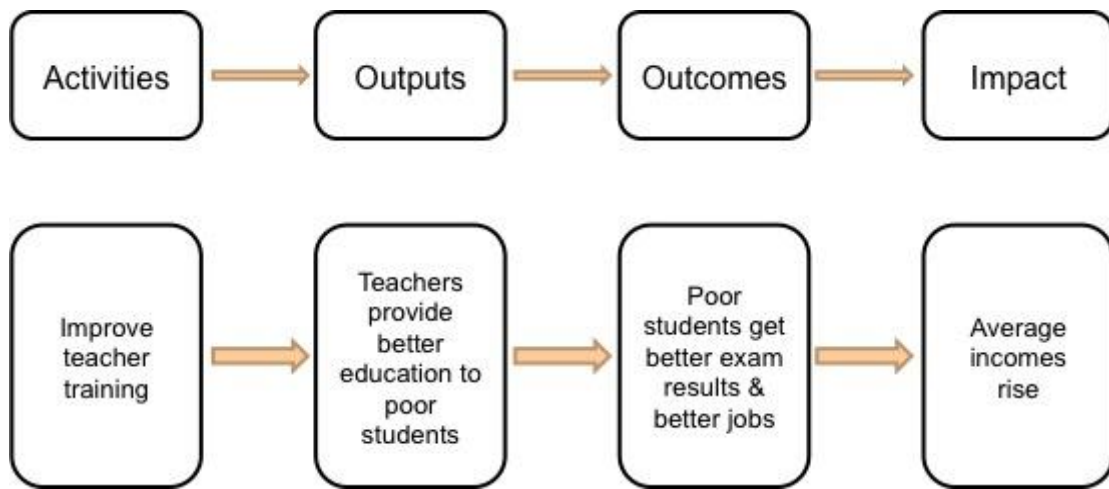 Activities
Outputs
Outcomes
Impact
Improve
teacher
training
Teachers
provide
better
education to
poor
students
Poor
students get
better exam
results &
better jobs
Average
incomes
rise